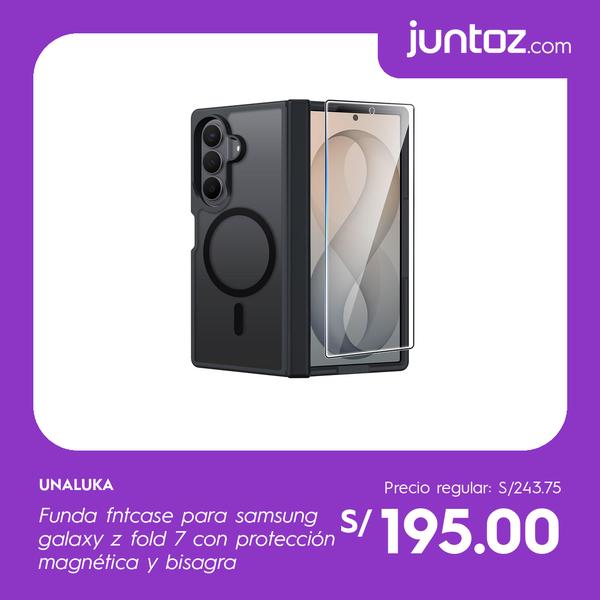 juntoz.com
UNALUKA
Funda fntcase para samsung
galaxy z fold 7 con protección
magnética y bisagra
Precio regular: S/243.75
S/195.00